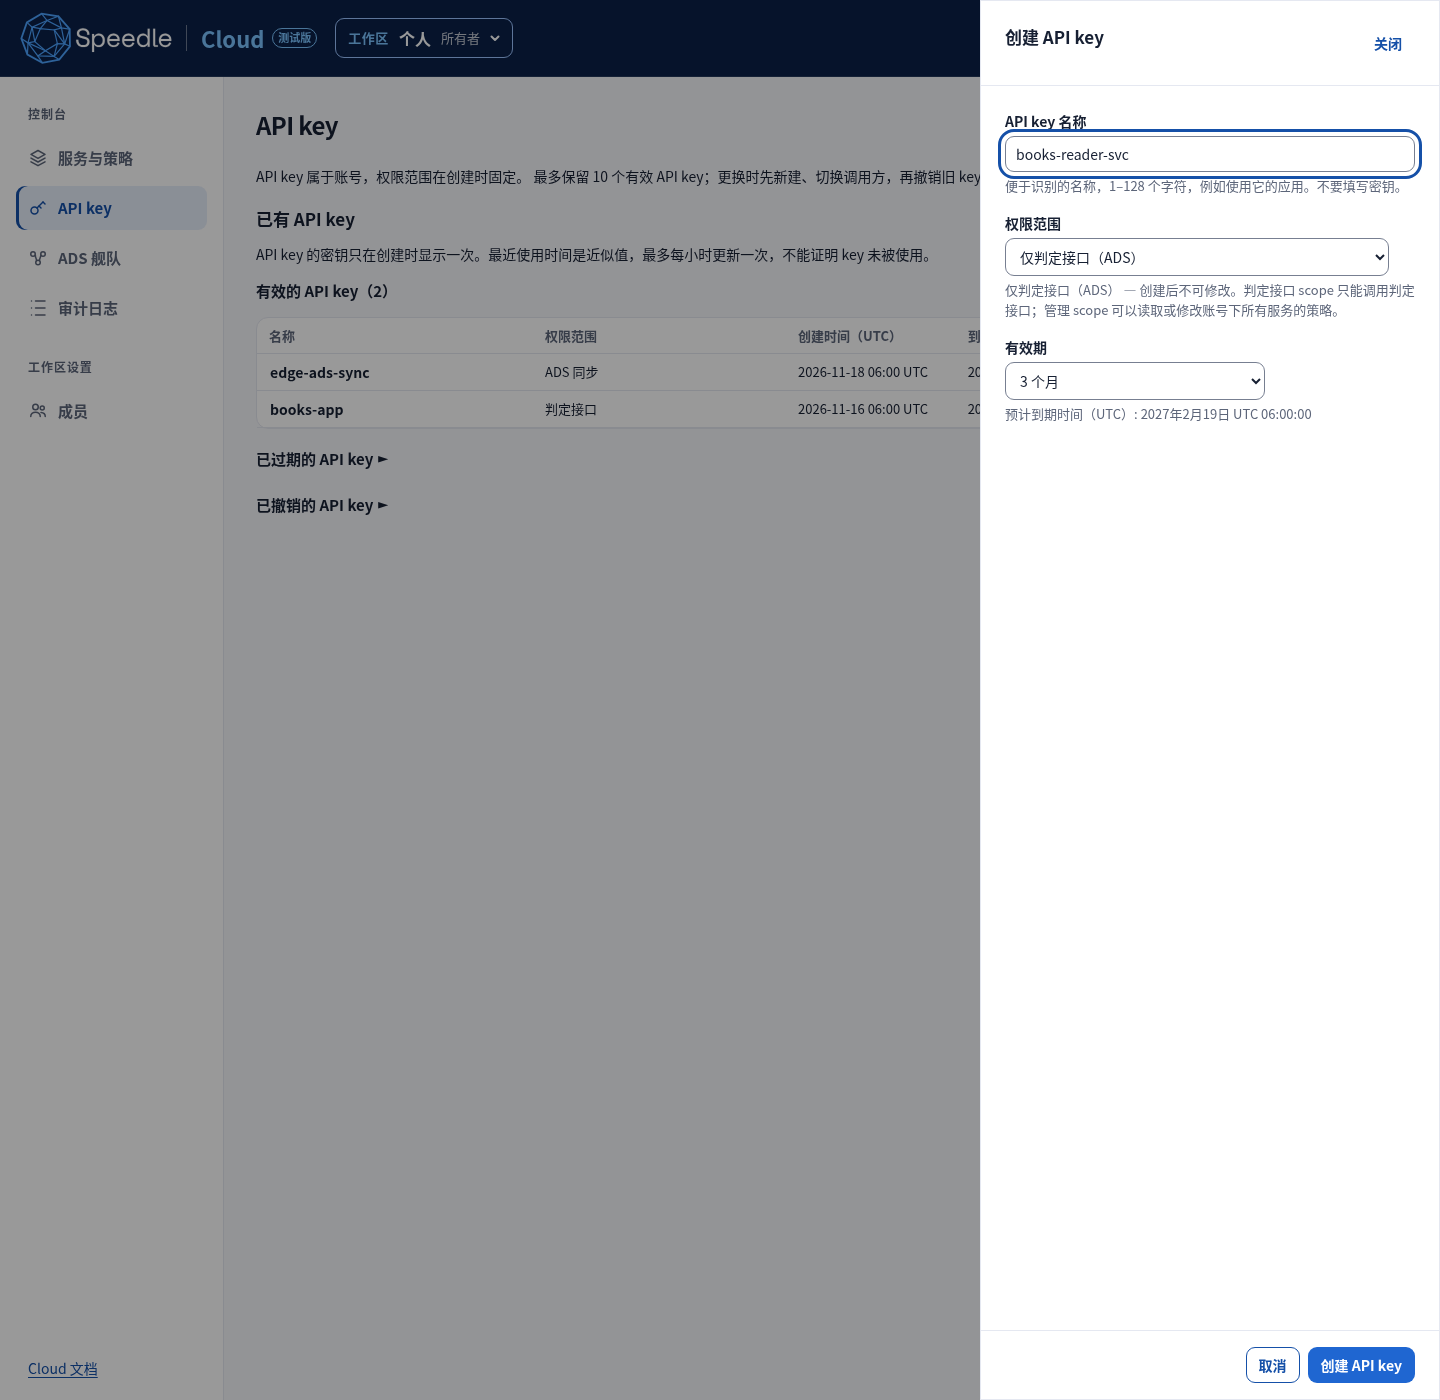 Speedle
Cloud 测试版
工作区 个人 所有者
控制台
服务与策略
API key
ADS 舰队
审计日志
工作区设置
成员
Cloud 文档
API key
API key 属于账号，权限范围在创建时固定。 最多保留 10 个有效 API key；更换时先新建、切换调用方，再撤销旧 key
已有 API key
API key 的密钥只在创建时显示一次。最近使用时间是近似值，最多每小时更新一次，不能证明 key 未被使用。
有效的 API key（2）
名称 权限范围 创建时间（UTC） 到
edge-ads-sync ADS 同步 2026-11-18 06:00 UTC 20
books-app 判定接口 2026-11-16 06:00 UTC 20
已过期的 API key ►
已撤销的 API key ►
创建 API key
关闭
API key 名称
books-reader-svc
便于识别的名称，1–128 个字符，例如使用它的应用。不要填写密钥。
权限范围
仅判定接口（ADS）
仅判定接口（ADS） — 创建后不可修改。判定接口 scope 只能调用判定
接口；管理 scope 可以读取或修改账号下所有服务的策略。
有效期
3 个月
预计到期时间（UTC）: 2027年2月19日 UTC 06:00:00
取消
创建 API key